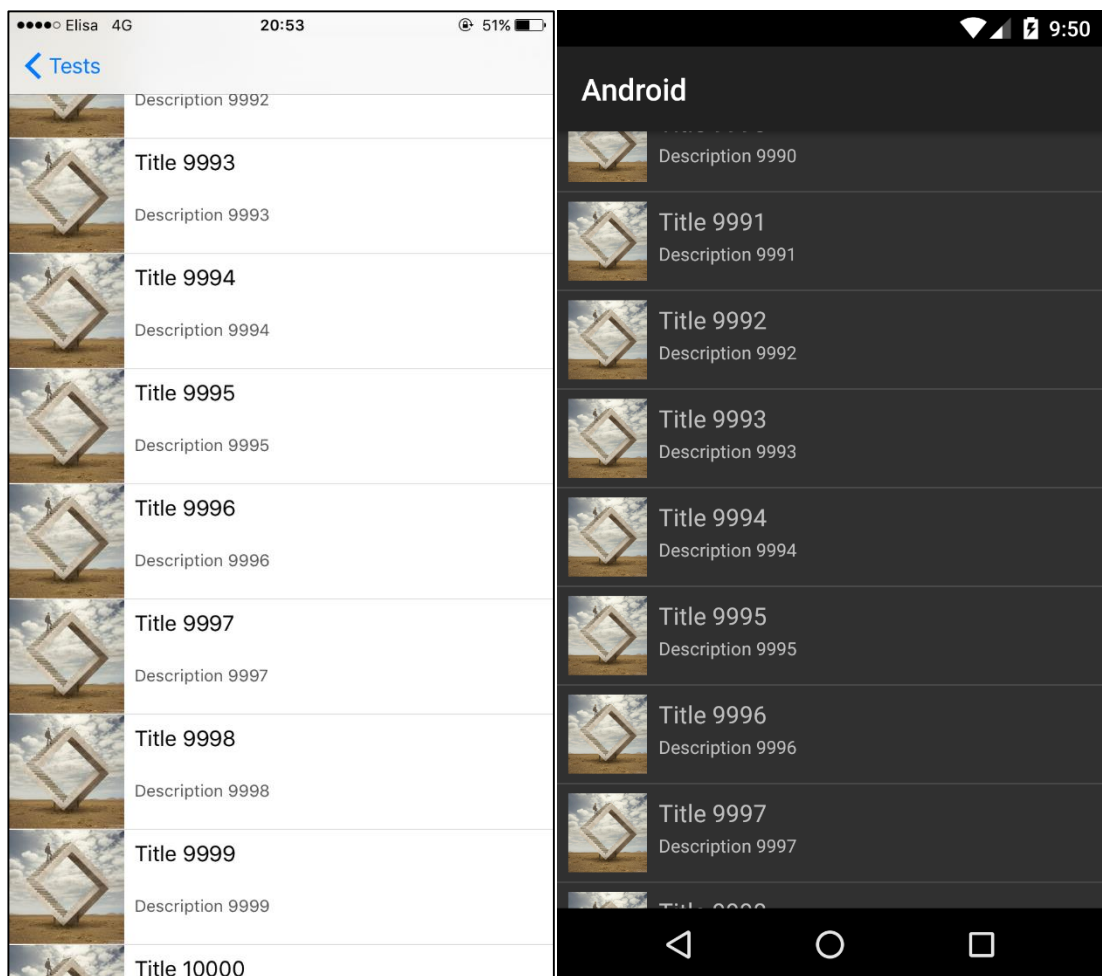 Elisa 4G 20:53 51%
Tests
Description 9992
Title 9993
Description 9993
Title 9994
Description 9994
Title 9995
Description 9995
Title 9996
Description 9996
Title 9997
Description 9997
Title 9998
Description 9998
Title 9999
Description 9999
Title 10000
9:50
Android
Description 9990
Title 9991
Description 9991
Title 9992
Description 9992
Title 9993
Description 9993
Title 9994
Description 9994
Title 9995
Description 9995
Title 9996
Description 9996
Title 9997
Description 9997